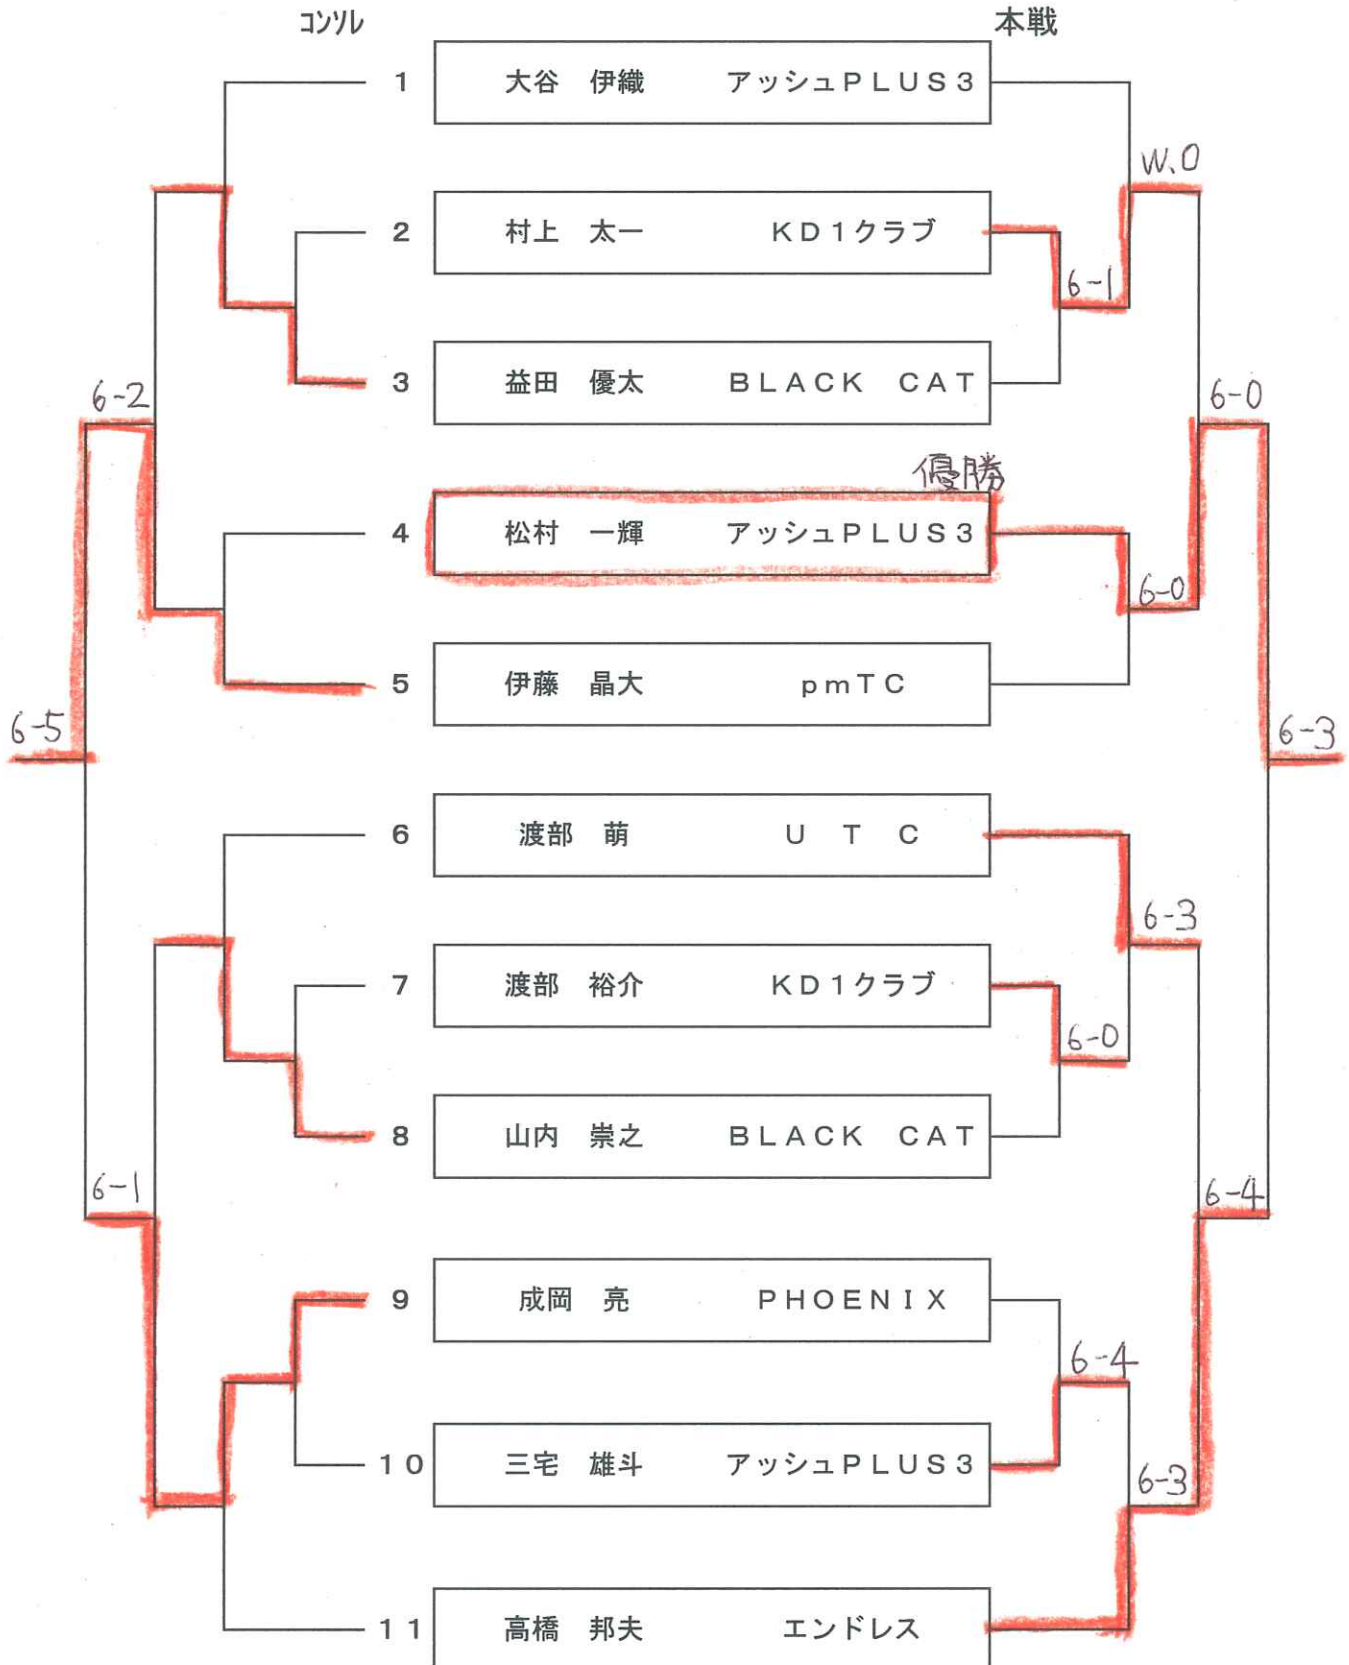 コンソル 本戦
1 大谷 伊織 アッシュPLUS3
W.O
2 村上 太一 KD1クラブ
6-1
3 益田 優太 BLACK CAT
6-2 6-0
優勝
4 松村 一輝 アッシュPLUS3
6-0
5 伊藤 晶大 pmTC
6-5 6-3
6 渡部 萌 UTC
6-3
7 渡部 裕介 KD1クラブ
6-0
8 山内 崇之 BLACK CAT
6-1 6-4
9 成岡 亮 PHOENIX
6-4
10 三宅 雄斗 アッシュPLUS3
6-3
11 高橋 邦夫 エンドレス